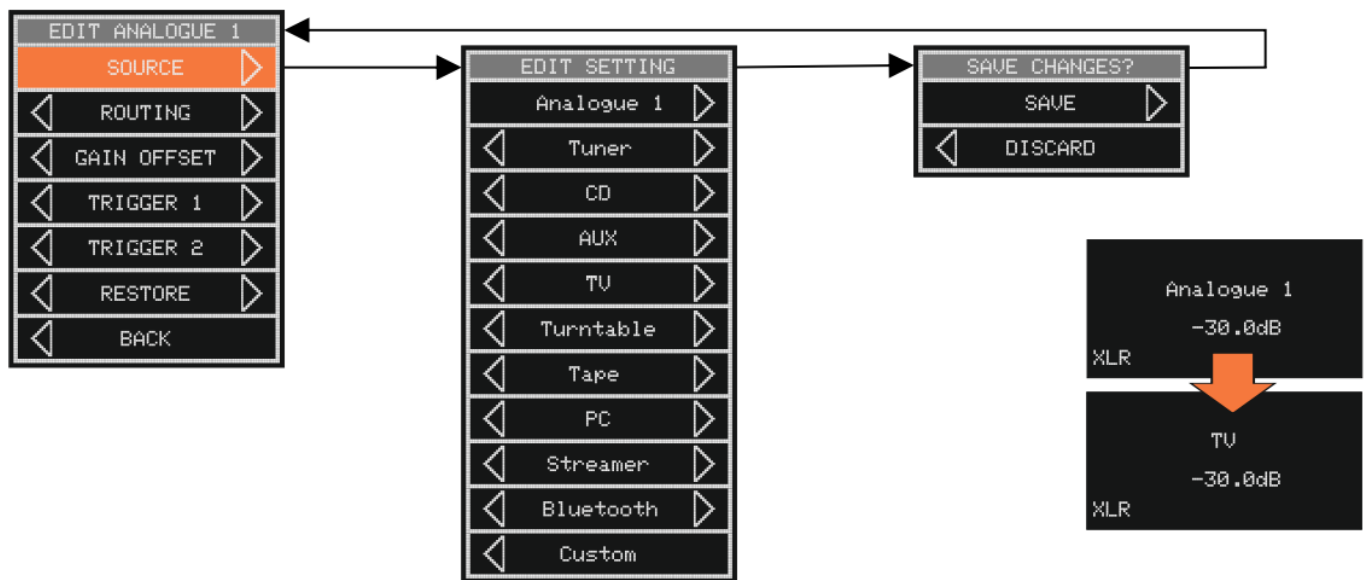 EDIT ANALOGUE 1
SOURCE
ROUTING
GAIN OFFSET
TRIGGER 1
TRIGGER 2
RESTORE
BACK
EDIT SETTING
Analogue 1
Tuner
CD
AUX
TV
Turntable
Tape
PC
Streamer
Bluetooth
Custom
SAVE CHANGES?
SAVE
DISCARD
Analogue 1
-30.0dB
XLR
TV
-30.0dB
XLR